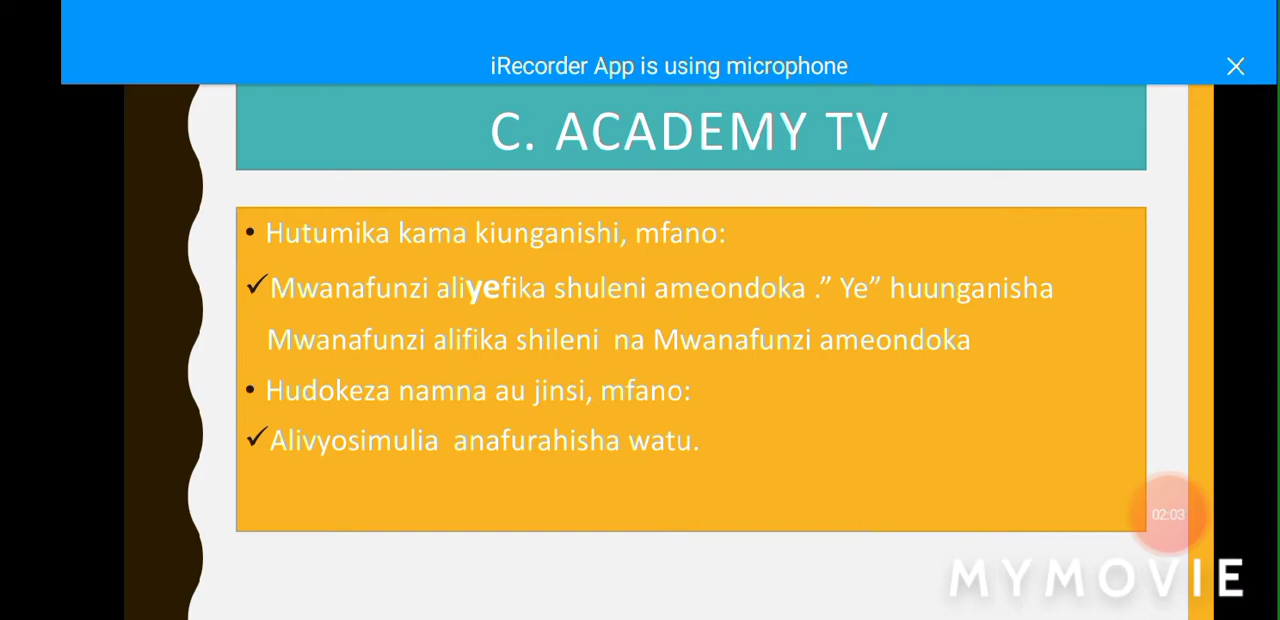 iRecorder App is using microphone
C. ACADEMY TV
• Hutumika kama kiunganishi, mfano:
✓Mwanafunzi aliyefika shuleni ameondoka .” Ye” huunganisha
Mwanafunzi alifika shileni na Mwanafunzi ameondoka
• Hudokeza namna au jinsi, mfano:
✓Alivyosimulia anafurahisha watu.
02:03
MYMOVIE